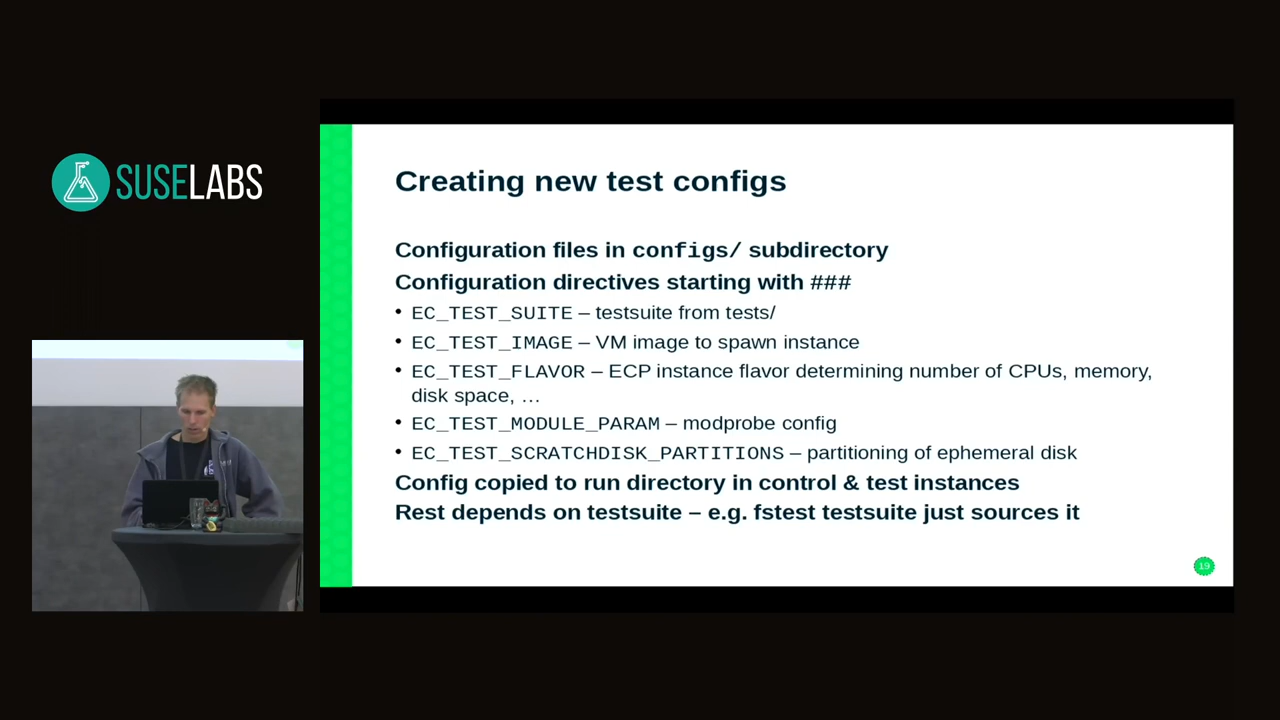 SUSELABS
Creating new test configs
Configuration files in configs/ subdirectory
Configuration directives starting with ###
• EC_TEST_SUITE – testsuite from tests/
• EC_TEST_IMAGE – VM image to spawn instance
• EC_TEST_FLAVOR – ECP instance flavor determining number of CPUs, memory,
disk space, …
• EC_TEST_MODULE_PARAM – modprobe config
• EC_TEST_SCRATCHDISK_PARTITIONS – partitioning of ephemeral disk
Config copied to run directory in control & test instances
Rest depends on testsuite – e.g. fstest testsuite just sources it
19